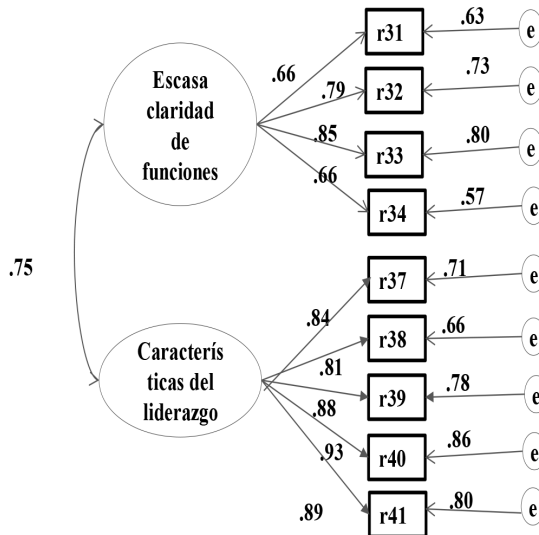 .63
r31
e
Escasa
claridad
de
funciones
.66
.73
r32
e
.79
.85
.80
r33
e
.66
.57
r34
e
.75
.71
r37
e
.84
.66
r38
e
Caracterís
ticas del
liderazgo
.81
.78
r39
e
.88
.86
r40
e
.93
.80
r41
e
.89